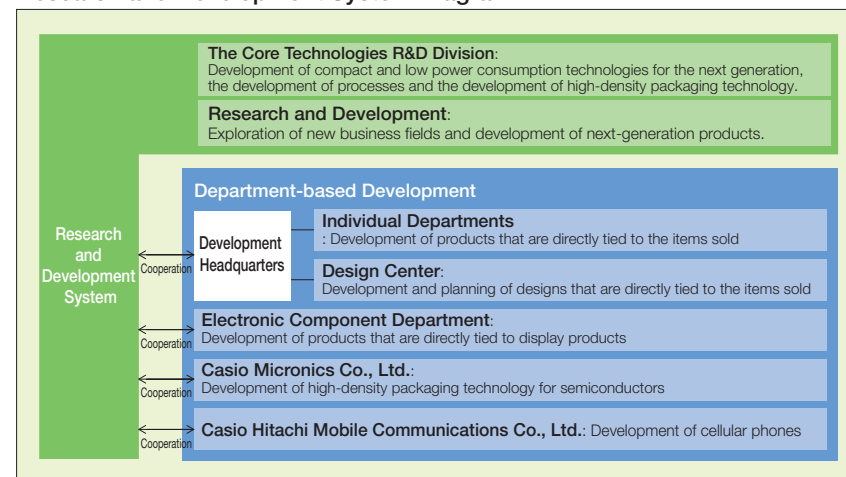 The Core Technologies R&D Division:
Development of compact and low power consumption technologies for the next generation,
the development of processes and the development of high-density packaging technology.
Research and Development:
Exploration of new business fields and development of next-generation products.
Department-based Development
Research
and
Development
System
Cooperation
Development
Headquarters
Individual Departments
: Development of products that are directly tied to the items sold
Design Center:
Development and planning of designs that are directly tied to the items sold
Cooperation
Electronic Component Department:
Development of products that are directly tied to display products
Cooperation
Casio Micronics Co., Ltd.:
Development of high-density packaging technology for semiconductors
Cooperation
Casio Hitachi Mobile Communications Co., Ltd.: Development of cellular phones